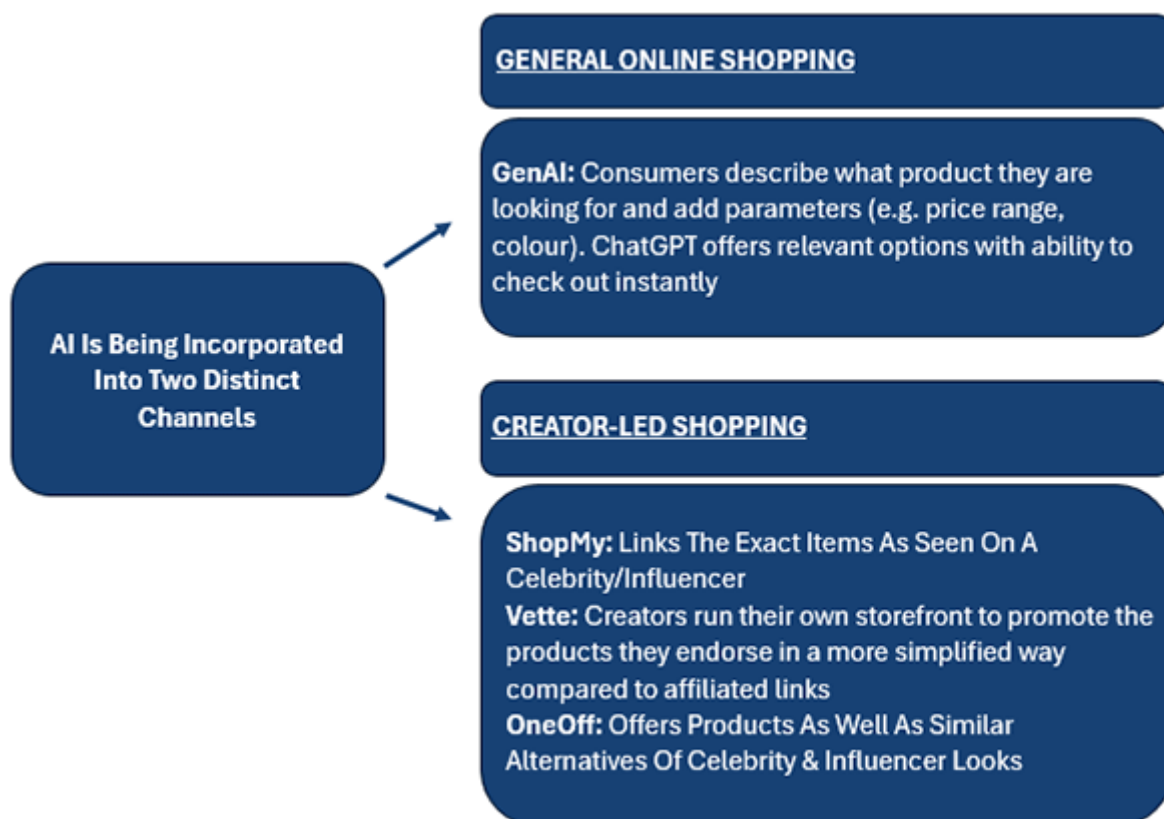 AI Is Being Incorporated
Into Two Distinct
Channels
GENERAL ONLINE SHOPPING
GenAI: Consumers describe what product they are
looking for and add parameters (e.g. price range,
colour). ChatGPT offers relevant options with ability to
check out instantly
CREATOR-LED SHOPPING
ShopMy: Links The Exact Items As Seen On A
Celebrity/Influencer
Vette: Creators run their own storefront to promote the
products they endorse in a more simplified way
compared to affiliated links
OneOff: Offers Products As Well As Similar
Alternatives Of Celebrity & Influencer Looks